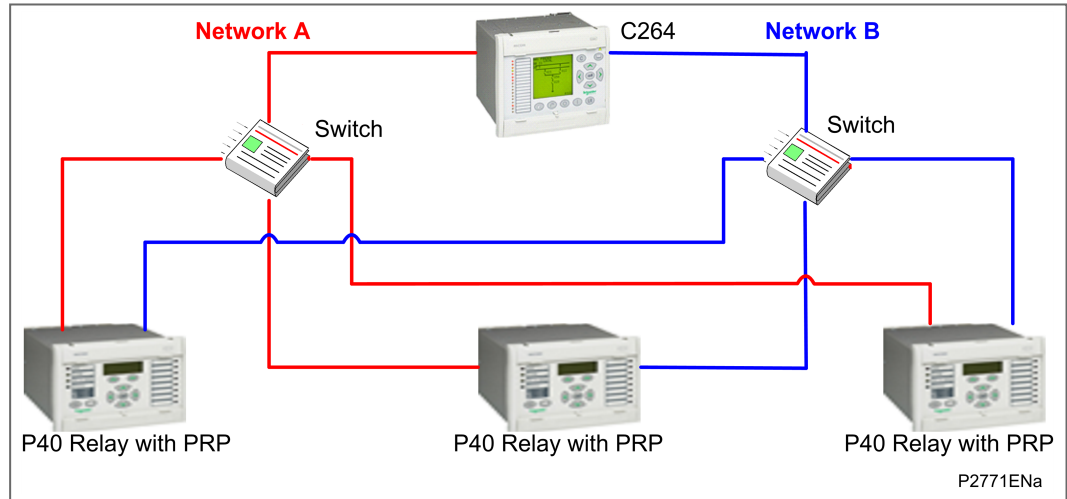 Network A
C264
Network B
Switch
Switch
P40 Relay with PRP
P40 Relay with PRP
P40 Relay with PRP
P2771ENa